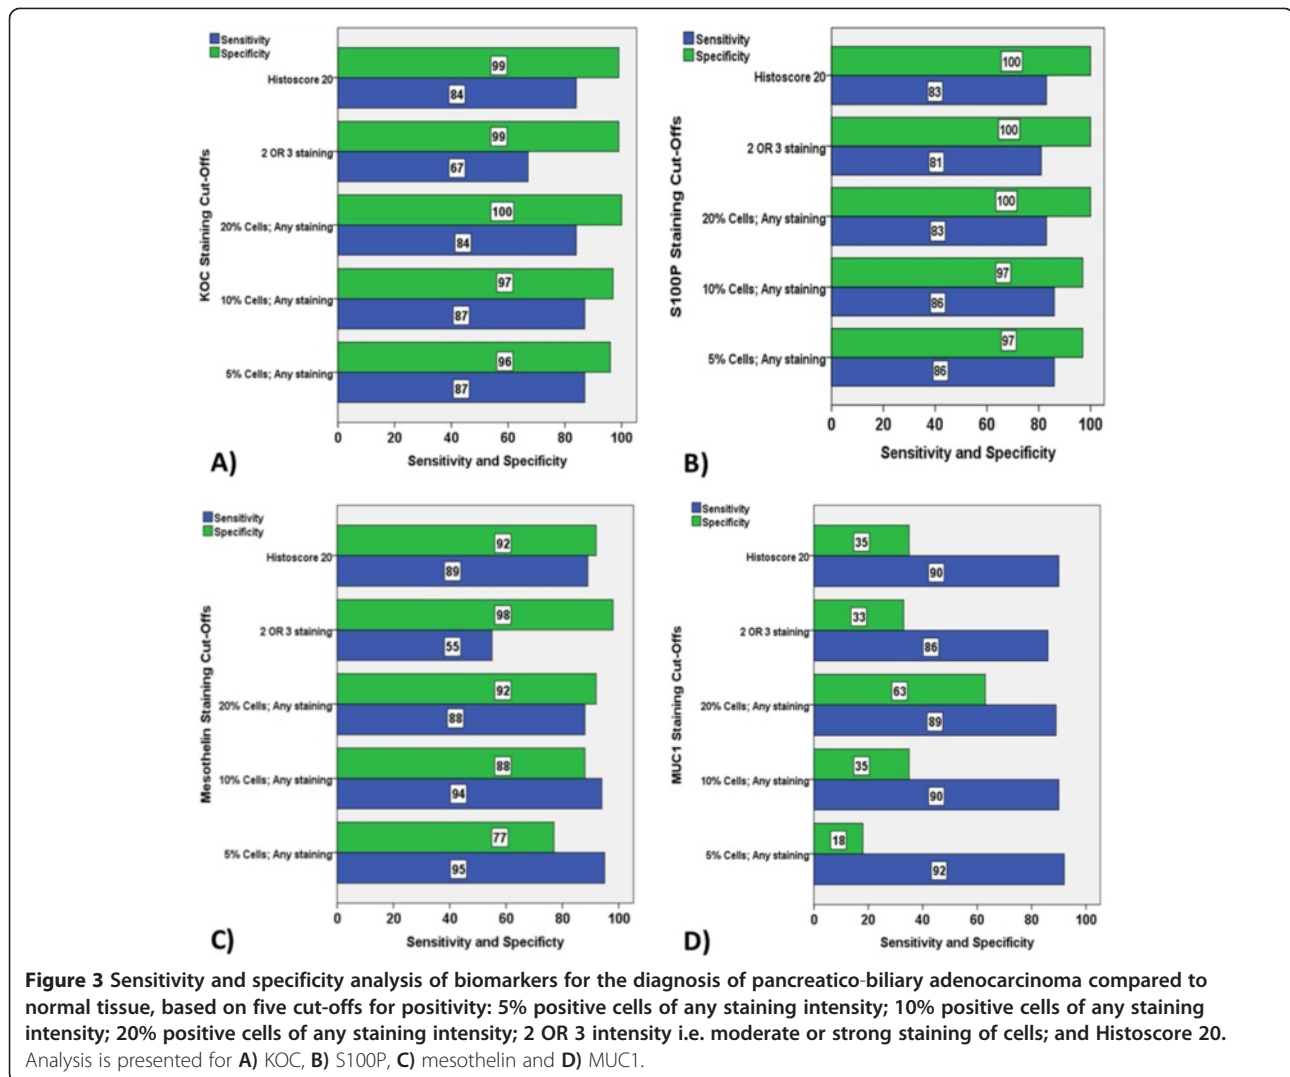 Sensitivity
Specificity
KOC Staining Cut-Offs
Histoscore 20
99
84
2 OR 3 staining
99
67
20% Cells; Any staining
100
84
10% Cells; Any staining
97
87
5% Cells; Any staining
96
87
0 20 40 60 80 100
Sensitivity and Specificity
A)
Sensitivity
Specificity
S100P Staining Cut-Offs
Histoscore 20
100
83
2 OR 3 staining
100
81
20% Cells; Any staining
100
83
10% Cells; Any staining
97
86
5% Cells; Any staining
97
86
0 20 40 60 80 100
Sensitivity and Specificity
B)
Sensitivity
Specificity
Mesothelin Staining Cut-Offs
Histoscore 20
92
89
2 OR 3 staining
98
55
20% Cells; Any staining
92
88
10% Cells; Any staining
88
94
5% Cells; Any staining
77
95
0 20 40 60 80 100
Sensitivity and Specificty
C)
Sensitivity
Specificity
MUC1 Staining Cut-Offs
Histoscore 20
35
90
2 OR 3 staining
33
86
20% Cells; Any staining
63
89
10% Cells; Any staining
35
90
5% Cells; Any staining
18
92
0 20 40 60 80 100
Sensitivity and Specificty
D)
Figure 3 Sensitivity and specificity analysis of biomarkers for the diagnosis of pancreatico-biliary adenocarcinoma compared to
normal tissue, based on five cut-offs for positivity: 5% positive cells of any staining intensity; 10% positive cells of any staining
intensity; 20% positive cells of any staining intensity; 2 OR 3 intensity i.e. moderate or strong staining of cells; and Histoscore 20.
Analysis is presented for A) KOC, B) S100P, C) mesothelin and D) MUC1.